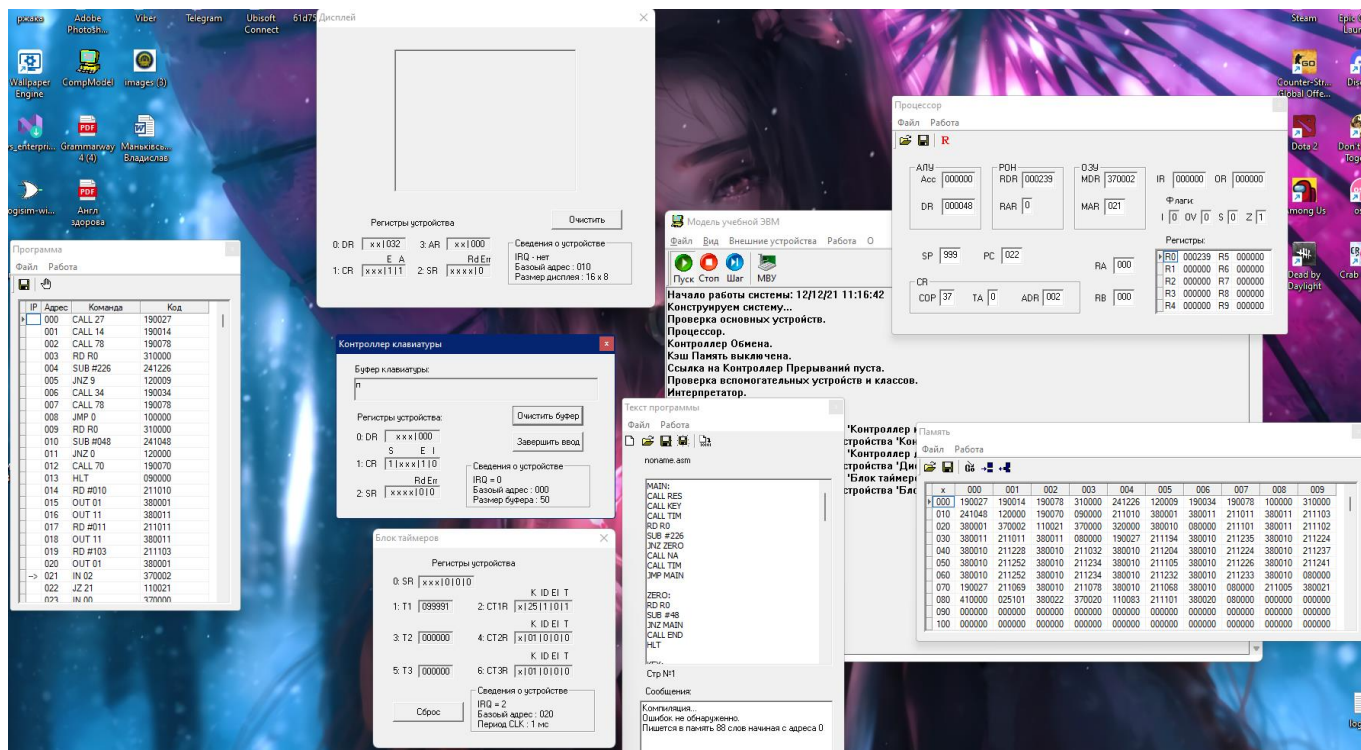 ржака
Adobe Photosh...
Viber
Telegram
Ubisoft Connect
61d75
Wallpaper Engine
CompModel
images (3)
Grammarway 4 (4)
Маньківсь... Владислав
Англ здорова
Steam
Counter-Str... Global Offe...
Dota 2
Dead by Daylight
Дисплей
Регистры устройства
Очистить
0: DR xx|032 3: AR xx|000
E A Rd Err
1: CR xxx|1|1 2: SR xxxx|0
Сведения о устройстве
IRQ - нет
Базоый адрес : 010
Размер дисплея : 16 x 8
Процессор
Файл Работа
R
АЛУ РОН ОЗУ
Acc 000000 RDR 000239 MDR 370002 IR 000000 OR 000000
DR 000048 RAR 0 MAR 021
Флаги:
I 0 OV 0 S 0 Z 1
SP 999 PC 022 RA 000
CR
COP 37 TA 0 ADR 002 RB 000
Регистры:
R0 000239 R5 000000
R1 000000 R6 000000
R2 000000 R7 000000
R3 000000 R8 000000
R4 000000 R9 000000
Модель учебной ЭВМ
Файл Вид Внешние устройства Работа О
Пуск Стоп Шаг МВУ
Начало работы системы: 12/12/21 11:16:42
Конструируем систему...
Проверка основных устройств.
Процессор.
Контроллер Обмена.
Кэш Память выключена.
Ссылка на Контроллер Прерываний пуста.
Проверка вспомогательных устройств и классов.
Интерпретатор.
Программа
Файл Работа
IP Адрес Команда Код
000 CALL 27 190027
001 CALL 14 190014
002 CALL 78 190078
003 RD R0 310000
004 SUB #226 241226
005 JNZ 9 120009
006 CALL 34 190034
007 CALL 78 190078
008 JMP 0 100000
009 RD R0 310000
010 SUB #048 241048
011 JNZ 0 120000
012 CALL 70 190070
013 HLT 090000
014 RD #010 211010
015 OUT 01 380001
016 OUT 11 380011
017 RD #011 211011
018 OUT 11 380011
019 RD #103 211103
020 OUT 01 380001
--> 021 IN 02 370002
022 JZ 21 110021
023 IN 00 370000
Контроллер клавиатуры
Буфер клавиатуры:
п
Регистры устройства:
Очистить буфер
0: DR xxx|000
Завершить ввод
S E I
1: CR 1|xxx|1|0
Rd Err
2: SR xxxx|0|0
Сведения о устройстве
IRQ = 0
Базоый адрес : 000
Размер буфера : 50
Блок таймеров
Регистры устройства
0: SR xxx|0|0|0
K ID EI T
1: T1 099991 2: CT1R x|25|1|0|1
K ID EI T
3: T2 000000 4: CT2R x|01|0|0|0
K ID EI T
5: T3 000000 6: CT3R x|01|0|0|0
Сброс
Сведения о устройстве
IRQ = 2
Базоый адрес : 020
Период CLK : 1 мс
Текст программы
Файл Работа
noname.asm
MAIN:
CALL RES
CALL KEY
CALL TIM
RD R0
SUB #226
JNZ ZERO
CALL NA
CALL TIM
JMP MAIN
ZERO:
RD R0
SUB #48
JNZ MAIN
CALL END
HLT
Стр №1
Сообщения:
Компиляция...
Ошибок не обнаруженно.
Пишется в память 88 слов начиная с адреса 0
Память
Файл Работа
x 000 001 002 003 004 005 006 007 008 009
000 190027 190014 190078 310000 241226 120009 190034 190078 100000 310000
010 241048 120000 190070 090000 211010 380001 380011 211011 380011 211103
020 380001 370002 110021 370000 320000 380010 080000 211101 380011 211102
030 380011 211011 380011 080000 190027 211194 380010 211235 380010 211224
040 380010 211228 380010 211032 380010 211204 380010 211224 380010 211237
050 380010 211252 380010 211234 380010 211105 380010 211226 380010 211241
060 380010 211252 380010 211234 380010 211232 380010 211233 380010 080000
070 190027 211069 380010 211078 380010 211068 380010 080000 211005 380021
080 410000 025101 380022 370020 110083 211101 380020 080000 000000 000000
090 000000 000000 000000 000000 000000 000000 000000 000000 000000 000000
100 000000 000000 000000 000000 000000 000000 000000 000000 000000 000000